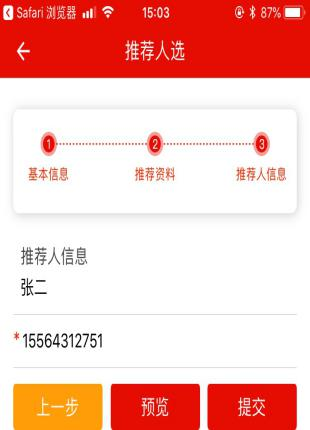 Safari 浏览器 15:03 87%
推荐人选
1 2 3
基本信息 推荐资料 推荐人信息
推荐人信息
张二
*15564312751
上一步 预览 提交